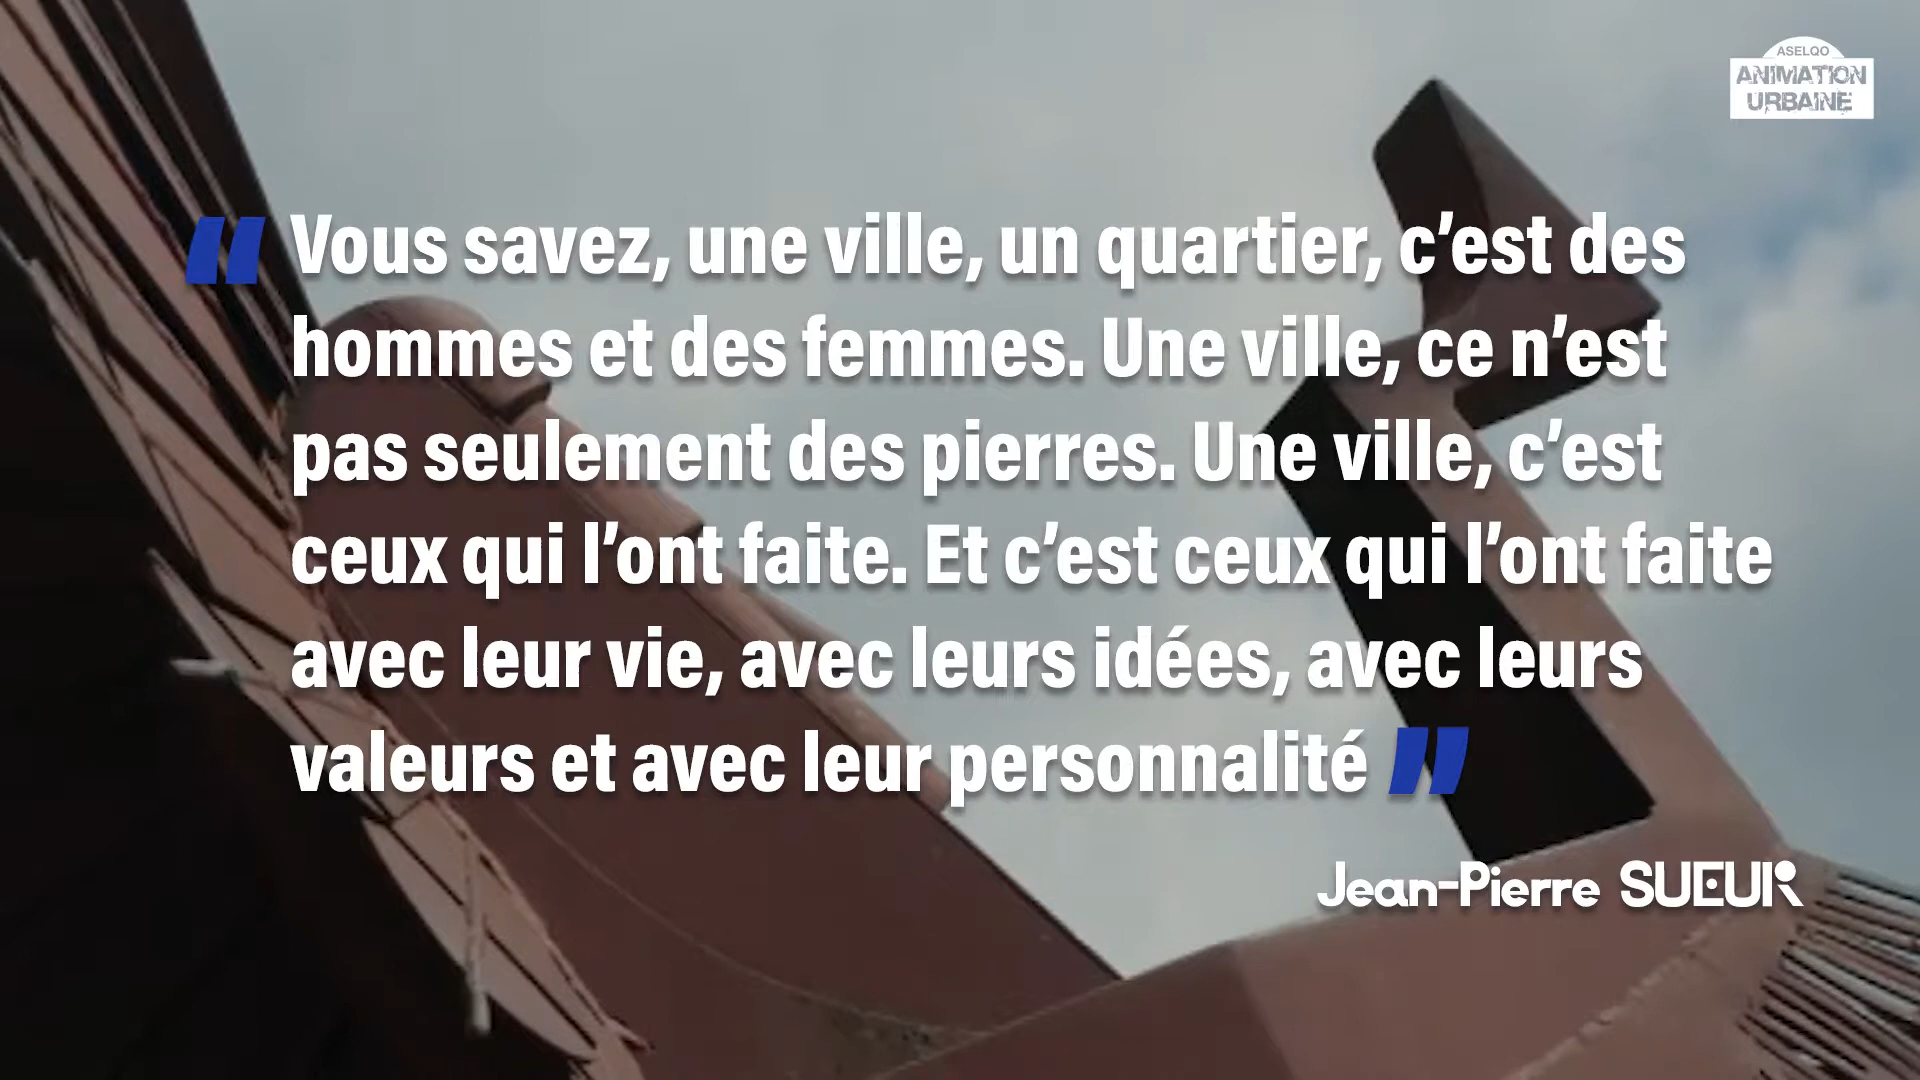 ASELQO
ANIMATION
URBAINE
“ Vous savez, une ville, un quartier, c’est des
hommes et des femmes. Une ville, ce n’est
pas seulement des pierres. Une ville, c’est
ceux qui l’ont faite. Et c’est ceux qui l’ont faite
avec leur vie, avec leurs idées, avec leurs
valeurs et avec leur personnalité ”
Jean-Pierre SUEUR